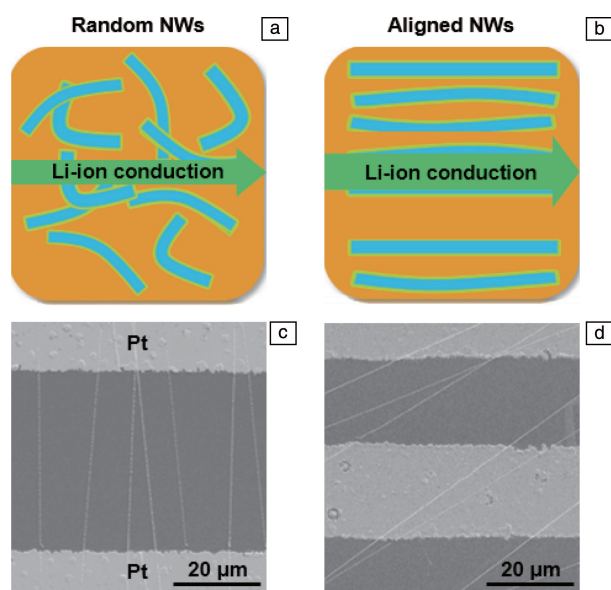 Random NWs
a
Aligned NWs
b
Li-ion conduction
Li-ion conduction
Pt
c
d
Pt
20 µm
20 µm